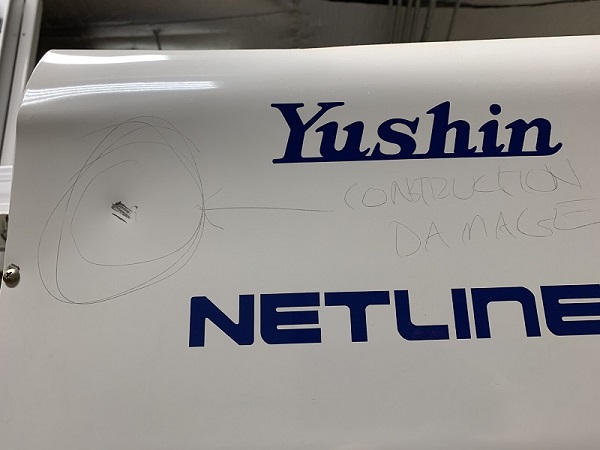 Yushin
CONSTRUCTION
DAMAGE
NETLINE